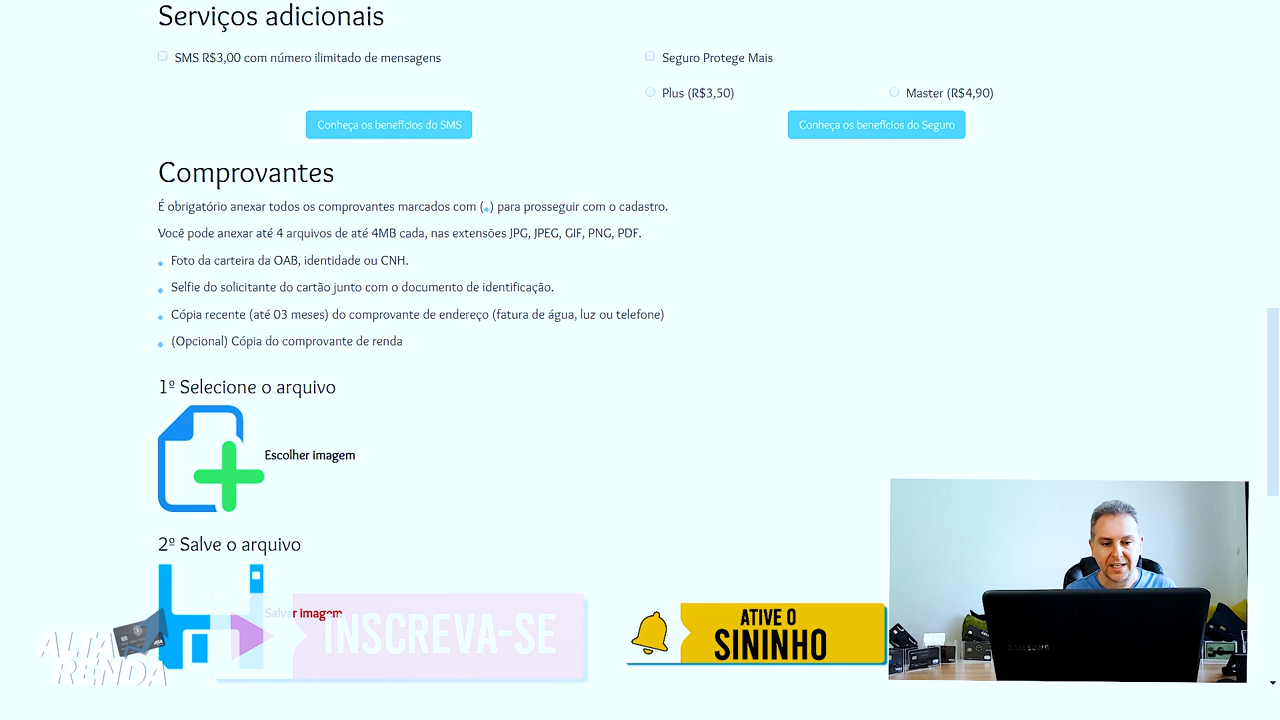 Serviços adicionais
SMS R$3,00 com número ilimitado de mensagens
Seguro Protege Mais
Plus (R$3,50)
Master (R$4,90)
Conheça os benefícios do SMS
Conheça os benefícios do Seguro
Comprovantes
É obrigatório anexar todos os comprovantes marcados com ( ) para prosseguir com o cadastro.
Você pode anexar até 4 arquivos de até 4MB cada, nas extensões JPG, JPEG, GIF, PNG, PDF.
Foto da carteira da OAB, identidade ou CNH.
Selfie do solicitante do cartão junto com o documento de identificação.
Cópia recente (até 03 meses) do comprovante de endereço (fatura de água, luz ou telefone)
(Opcional) Cópia do comprovante de renda
1º Selecione o arquivo
Escolher imagem
2º Salve o arquivo
Salvar imagem
INSCREVA-SE
ATIVE O
SININHO
ALTA
RENDA
VISA
SAMSUNG